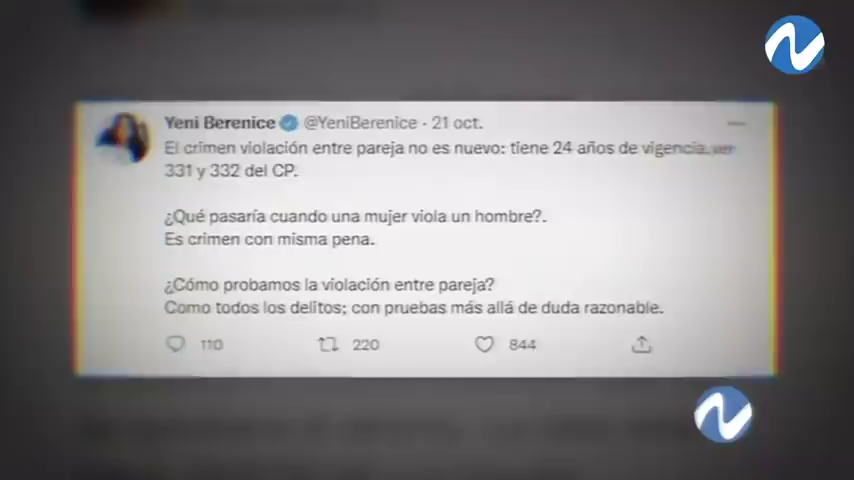 Yeni Berenice @YeniBerenice · 21 oct.
El crimen violación entre pareja no es nuevo: tiene 24 años de vigencia. ver
331 y 332 del CP.
¿Qué pasaría cuando una mujer viola un hombre?.
Es crimen con misma pena.
¿Cómo probamos la violación entre pareja?
Como todos los delitos; con pruebas más allá de duda razonable.
110 220 844